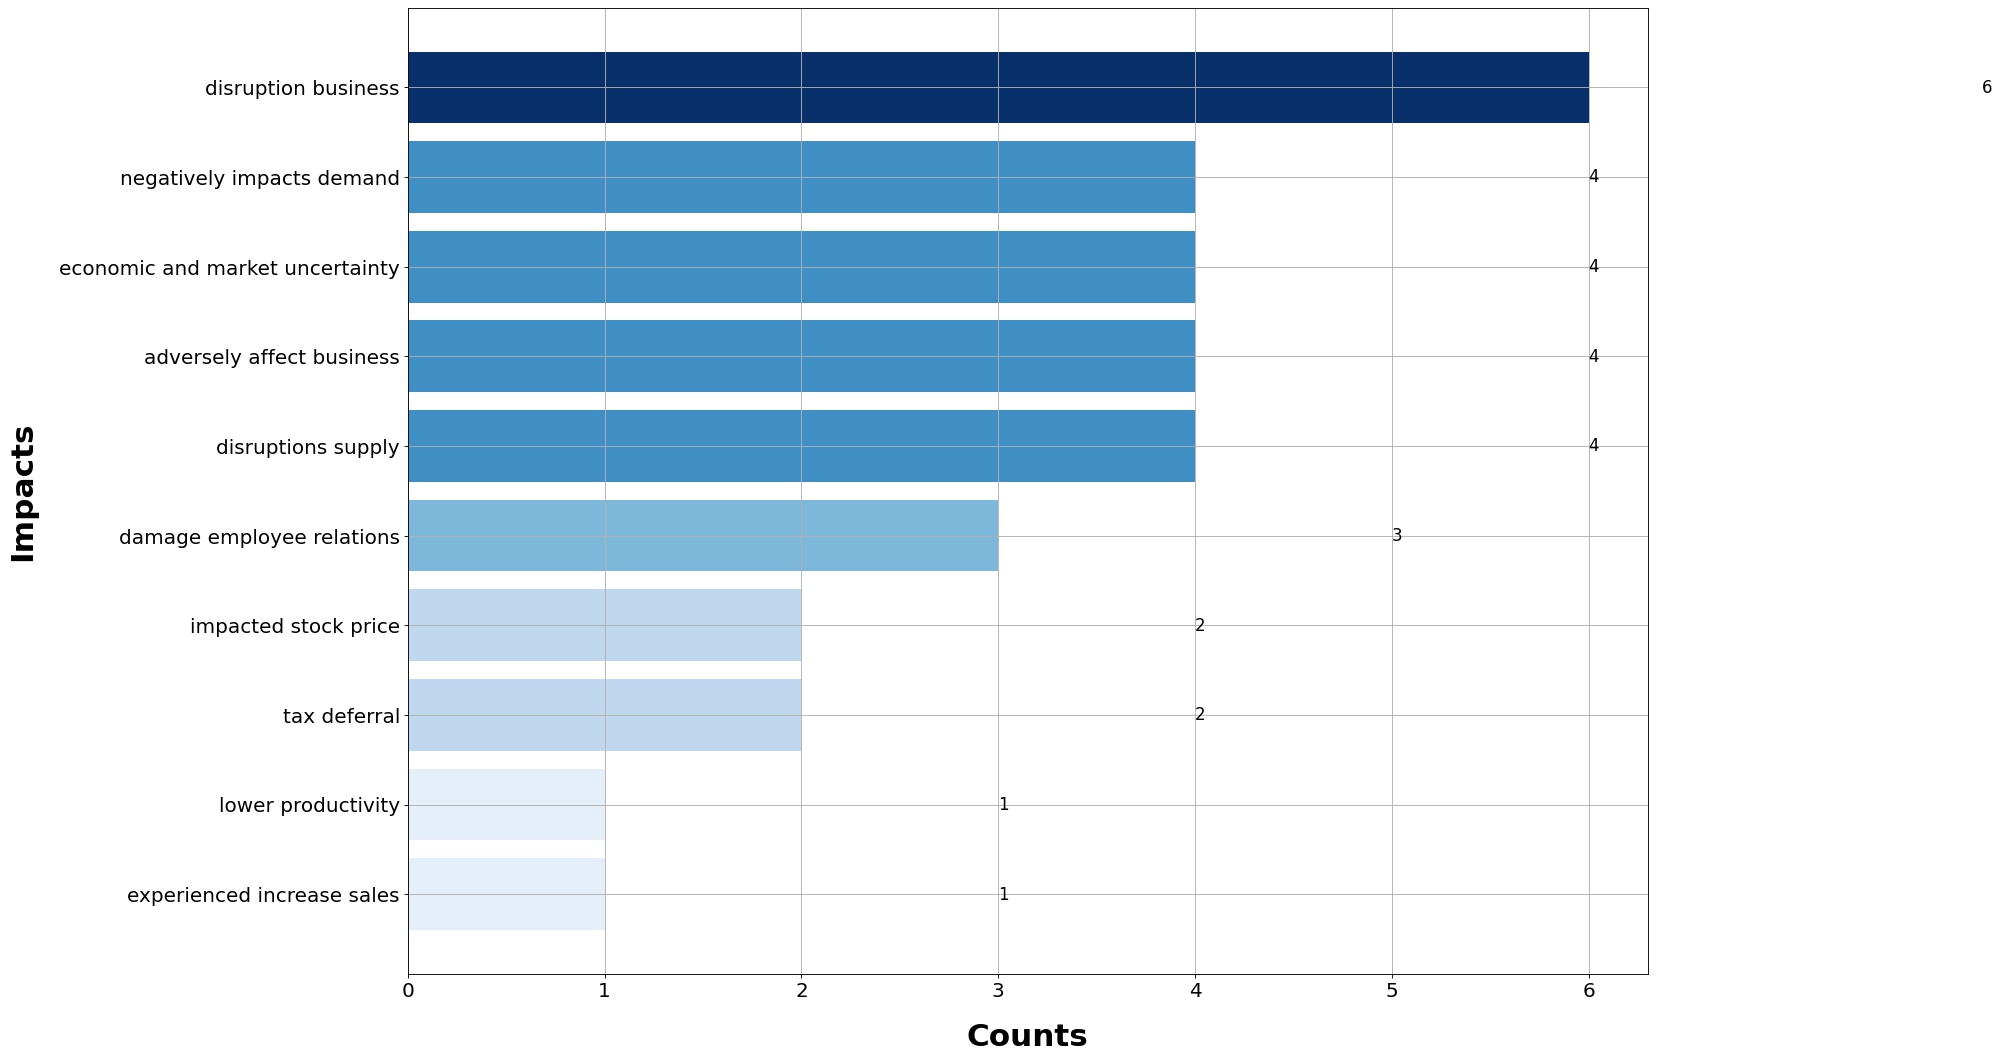 disruption business
6
negatively impacts demand
4
economic and market uncertainty
4
adversely affect business
4
disruptions supply
4
damage employee relations
3
impacted stock price
2
tax deferral
2
lower productivity
1
experienced increase sales
1
Impacts
0 1 2 3 4 5 6
Counts